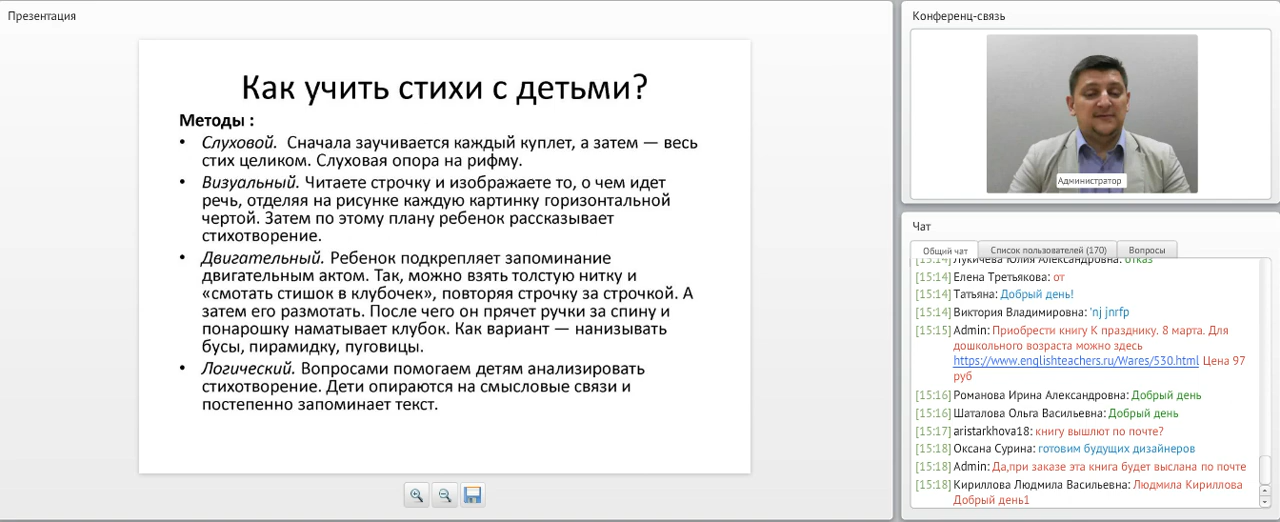 Презентация
Как учить стихи с детьми?
Методы :
• Слуховой. Сначала заучивается каждый куплет, а затем — весь
стих целиком. Слуховая опора на рифму.
• Визуальный. Читаете строчку и изображаете то, о чем идет
речь, отделяя на рисунке каждую картинку горизонтальной
чертой. Затем по этому плану ребенок рассказывает
стихотворение.
• Двигательный. Ребенок подкрепляет запоминание
двигательным актом. Так, можно взять толстую нитку и
«смотать стишок в клубочек», повторяя строчку за строчкой. А
затем его размотать. После чего он прячет ручки за спину и
понарошку наматывает клубок. Как вариант — нанизывать
бусы, пирамидку, пуговицы.
• Логический. Вопросами помогаем детям анализировать
стихотворение. Дети опираются на смысловые связи и
постепенно запоминает текст.
Конференц-связь
Администратор
Чат
Общий чат
Список пользователей (170)
Вопросы
[15:14] Лукичева Юлия Александровна: отказ
[15:14] Елена Третьякова: от
[15:14] Татьяна: Добрый день!
[15:14] Виктория Владимировна: 'nj jnrfp
[15:15] Admin: Приобрести книгу К празднику. 8 марта. Для
дошкольного возраста можно здесь
https://www.englishteachers.ru/Wares/530.html Цена 97
руб
[15:16] Романова Ирина Александровна: Добрый день
[15:16] Шаталова Ольга Васильевна: Добрый день
[15:17] aristarkhova18: книгу вышлют по почте?
[15:18] Оксана Сурина: готовим будущих дизайнеров
[15:18] Admin: Да,при заказе эта книга будет выслана по почте
[15:18] Кириллова Людмила Васильевна: Людмила Кириллова
Добрый день1